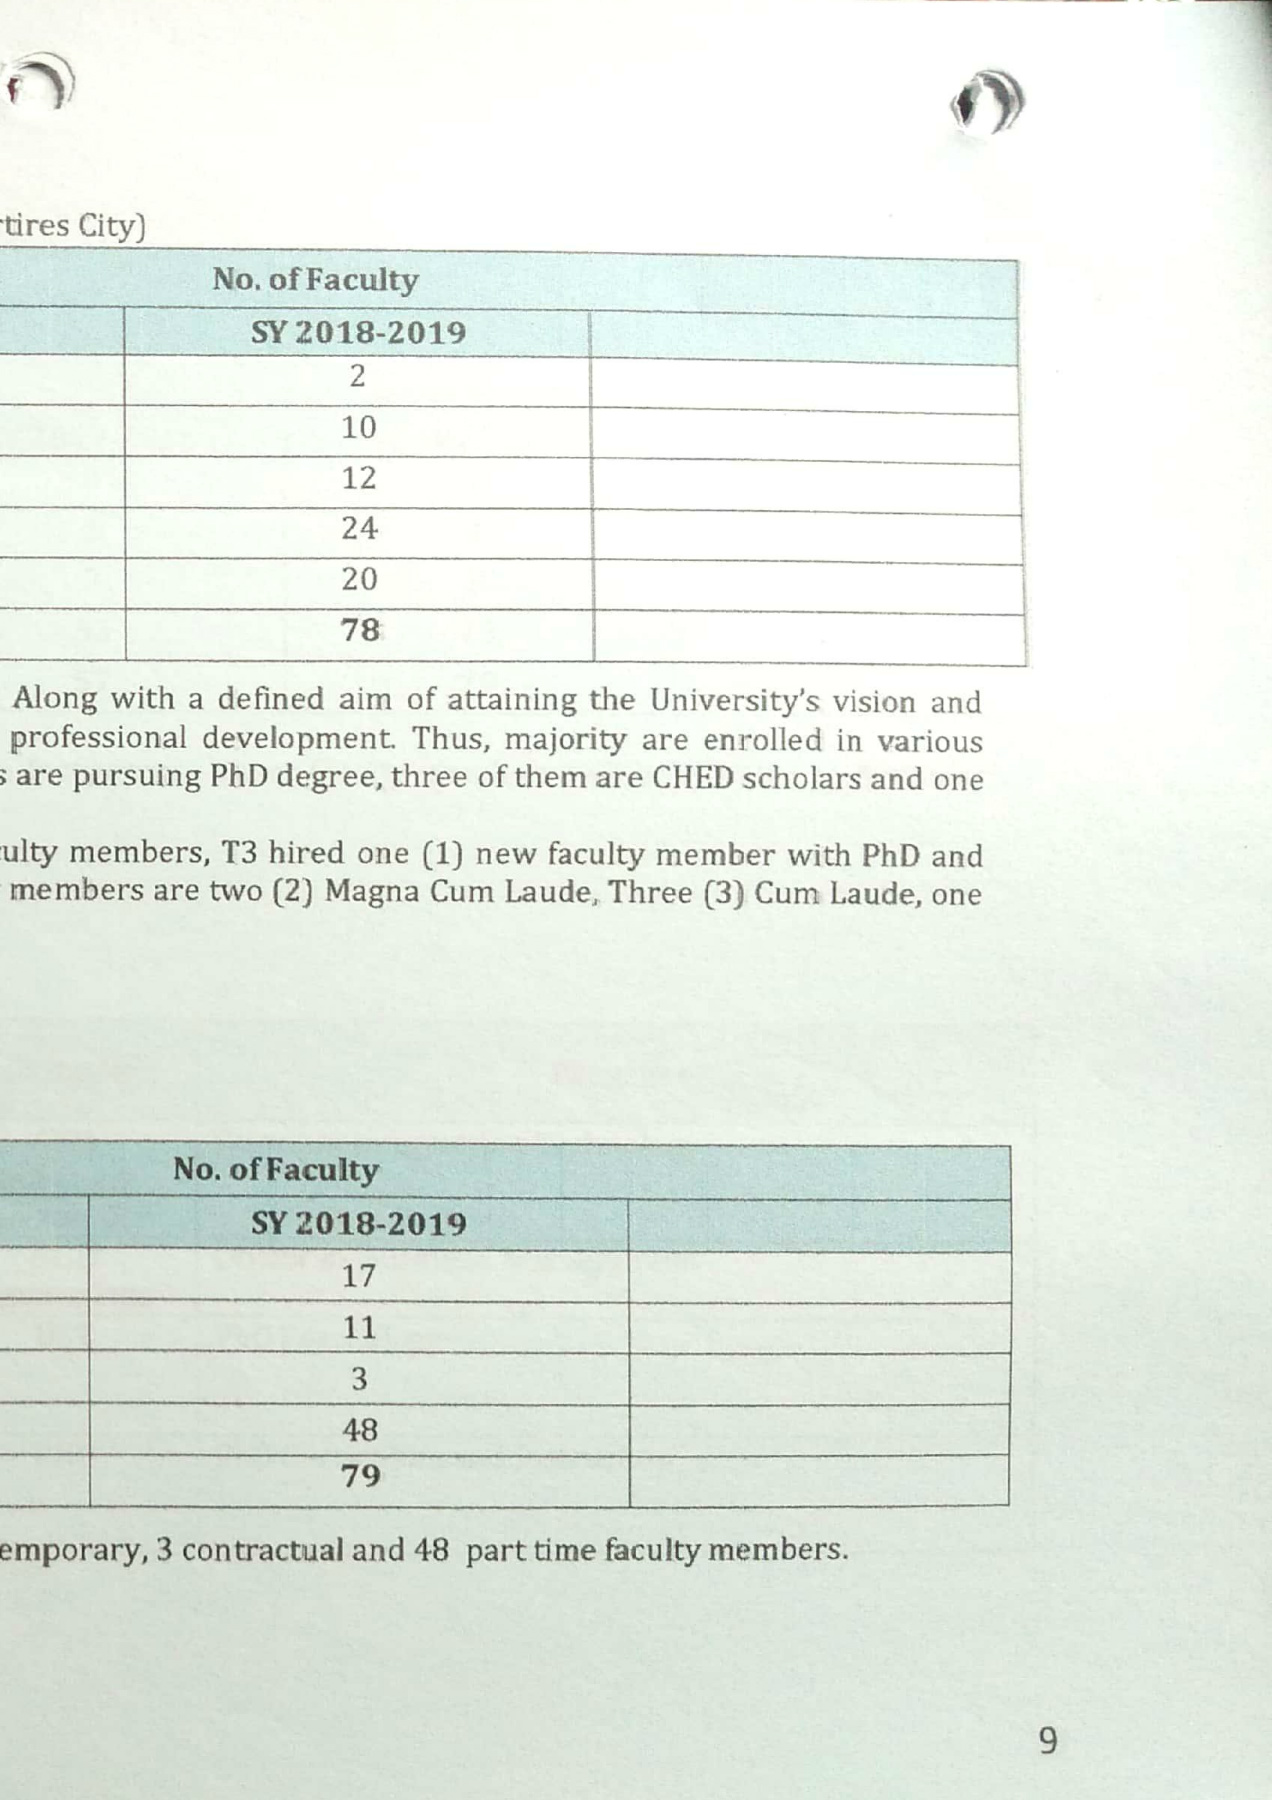 tires City)
No. of Faculty
SY 2018-2019
2
10
12
24
20
78
Along with a defined aim of attaining the University's vision and
professional development. Thus, majority are enrolled in various
s are pursuing PhD degree, three of them are CHED scholars and one
ulty members, T3 hired one (1) new faculty member with PhD and
members are two (2) Magna Cum Laude, Three (3) Cum Laude, one
No. of Faculty
SY 2018-2019
17
11
3
48
79
emporary, 3 contractual and 48 part time faculty members.
9